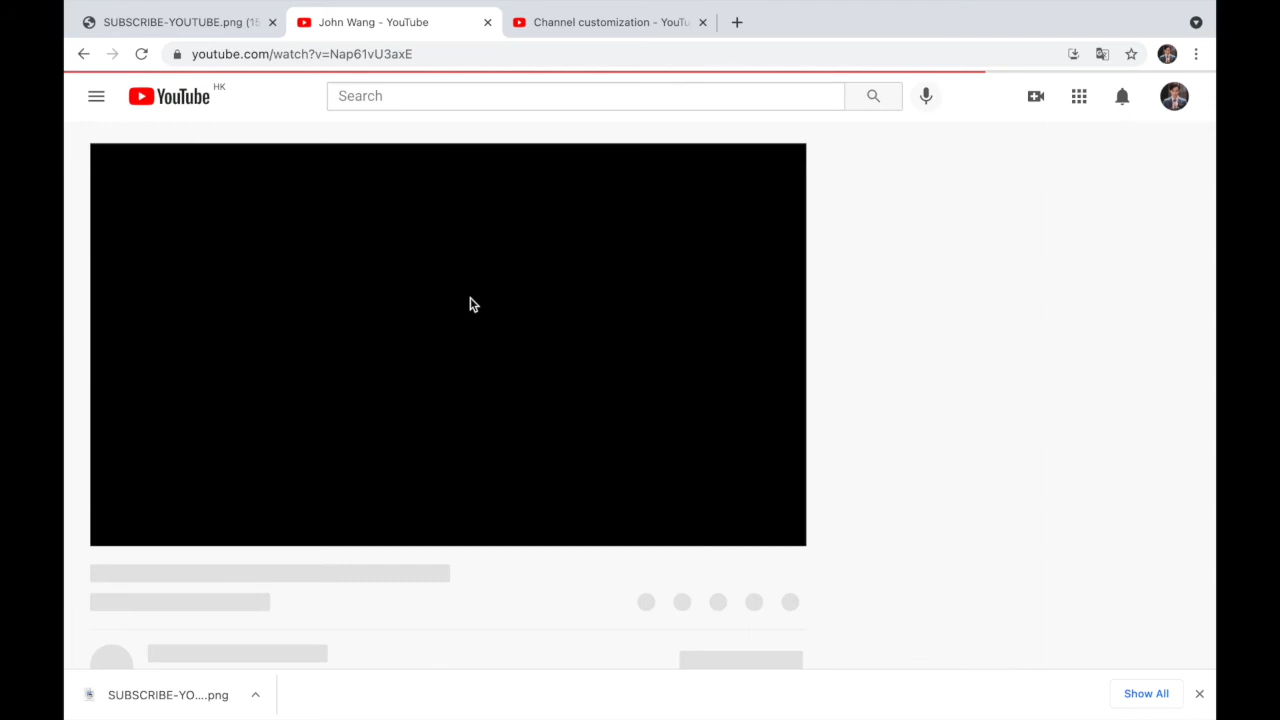 SUBSCRIBE-YOUTUBE.png (15
John Wang - YouTube
Channel customization - YouTu
youtube.com/watch?v=Nap61vU3axE
YouTube HK
Search
SUBSCRIBE-YO....png
Show All